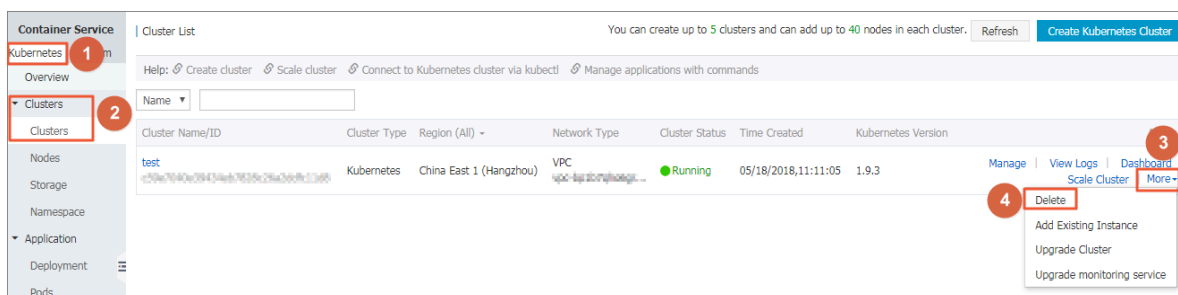 Container Service
Kubernetes
1
m
Overview
Clusters
2
Clusters
Nodes
Storage
Namespace
Application
Deployment
Pods
Cluster List
You can create up to 5 clusters and can add up to 40 nodes in each cluster.
Refresh
Create Kubernetes Cluster
Help: Create cluster Scale cluster Connect to Kubernetes cluster via kubectl Manage applications with commands
Name
Cluster Name/ID Cluster Type Region (All) Network Type Cluster Status Time Created Kubernetes Version
3
test Kubernetes China East 1 (Hangzhou) VPC Running 05/18/2018,11:11:05 1.9.3 Manage | View Logs | Dashboard
Scale Cluster More
4
Delete
Add Existing Instance
Upgrade Cluster
Upgrade monitoring service